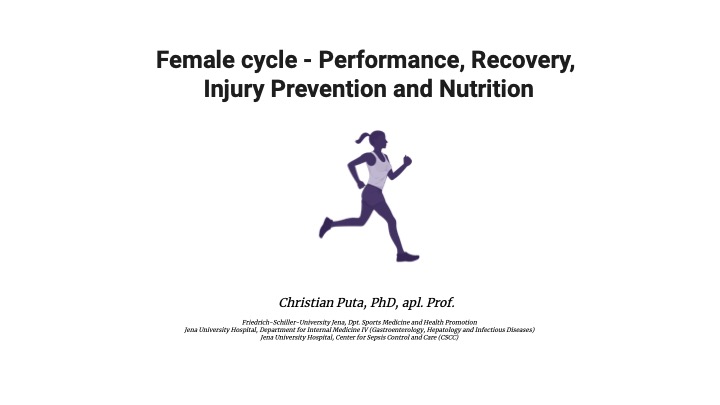 Female cycle - Performance, Recovery,
Injury Prevention and Nutrition
Christian Puta, PhD, apl. Prof.
Friedrich-Schiller-University Jena, Dpt. Sports Medicine and Health Promotion
Jena University Hospital, Department for Internal Medicine IV (Gastroenterology, Hepatology and Infectious Diseases)
Jena University Hospital, Center for Sepsis Control and Care (CSCC)